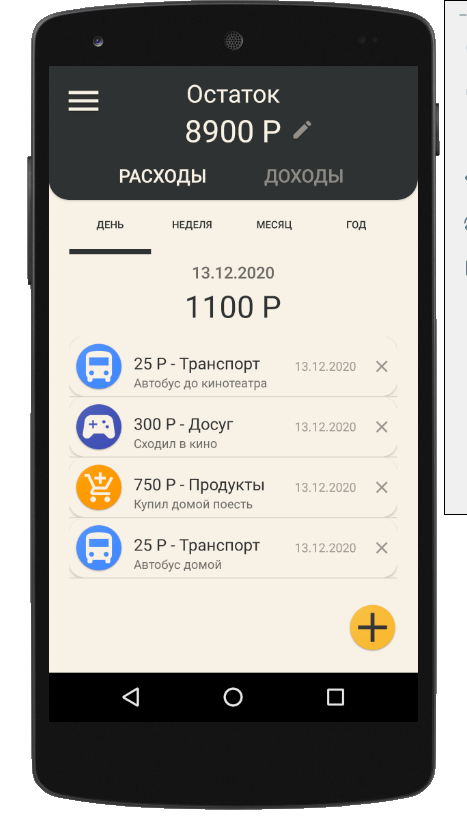 Остаток
8900 Р
РАСХОДЫ ДОХОДЫ
ДЕНЬ НЕДЕЛЯ МЕСЯЦ ГОД
13.12.2020
1100 Р
25 Р - Транспорт 13.12.2020
Автобус до кинотеатра
300 Р - Досуг 13.12.2020
Сходил в кино
750 Р - Продукты 13.12.2020
Купил домой поесть
25 Р - Транспорт 13.12.2020
Автобус домой